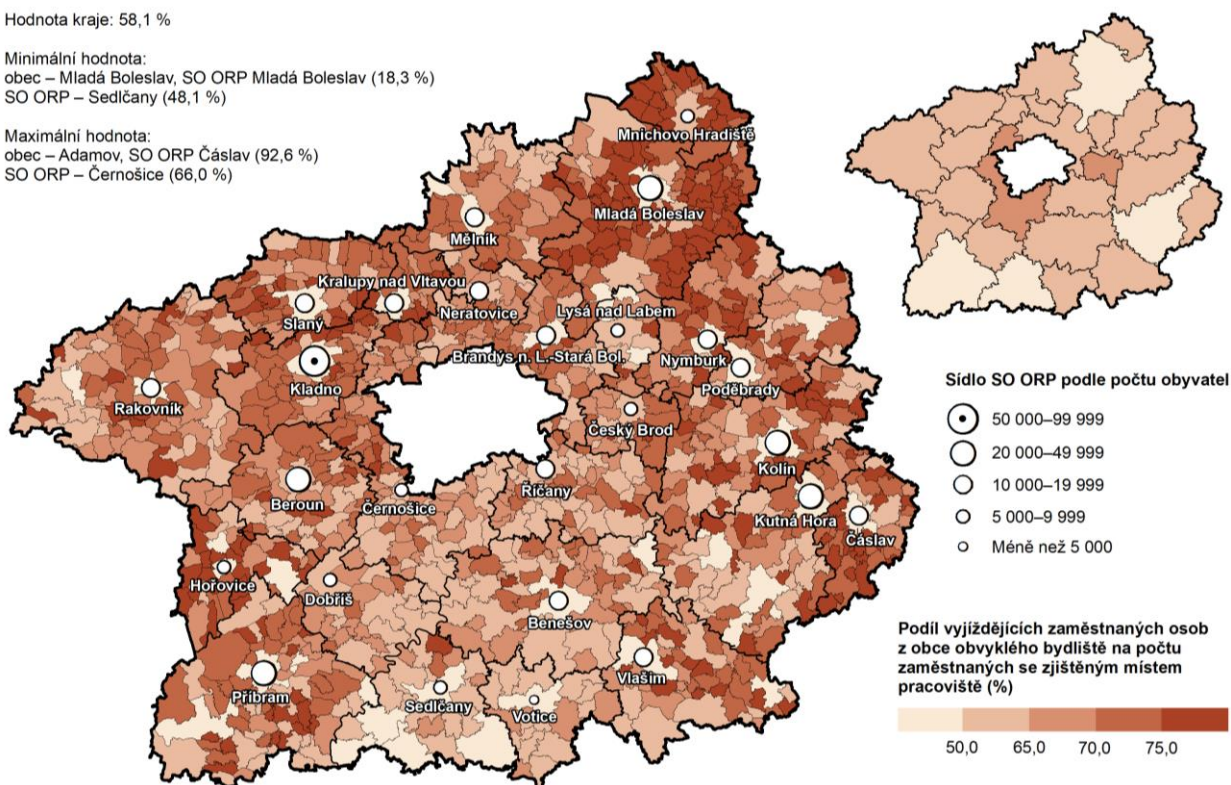 Hodnota kraje: 58,1 %
Minimální hodnota:
obec – Mladá Boleslav, SO ORP Mladá Boleslav (18,3 %)
SO ORP – Sedlčany (48,1 %)
Maximální hodnota:
obec – Adamov, SO ORP Čáslav (92,6 %)
SO ORP – Černošice (66,0 %)
Mnichovo Hradiště
Mladá Boleslav
Mělník
Kralupy nad Vltavou
Slaný
Neratovice
Lysá nad Labem
Brandýs n. L.-Stará Bol.
Nymburk
Poděbrady
Kladno
Rakovník
Český Brod
Kolín
Beroun
Černošice
Říčany
Kutná Hora
Čáslav
Hořovice
Dobříš
Benešov
Příbram
Sedlčany
Votice
Vlašim
Sídlo SO ORP podle počtu obyvatel
50 000–99 999
20 000–49 999
10 000–19 999
5 000–9 999
Méně než 5 000
Podíl vyjíždějících zaměstnaných osob
z obce obvyklého bydliště na počtu
zaměstnaných se zjištěným místem
pracoviště (%)
50,0 65,0 70,0 75,0